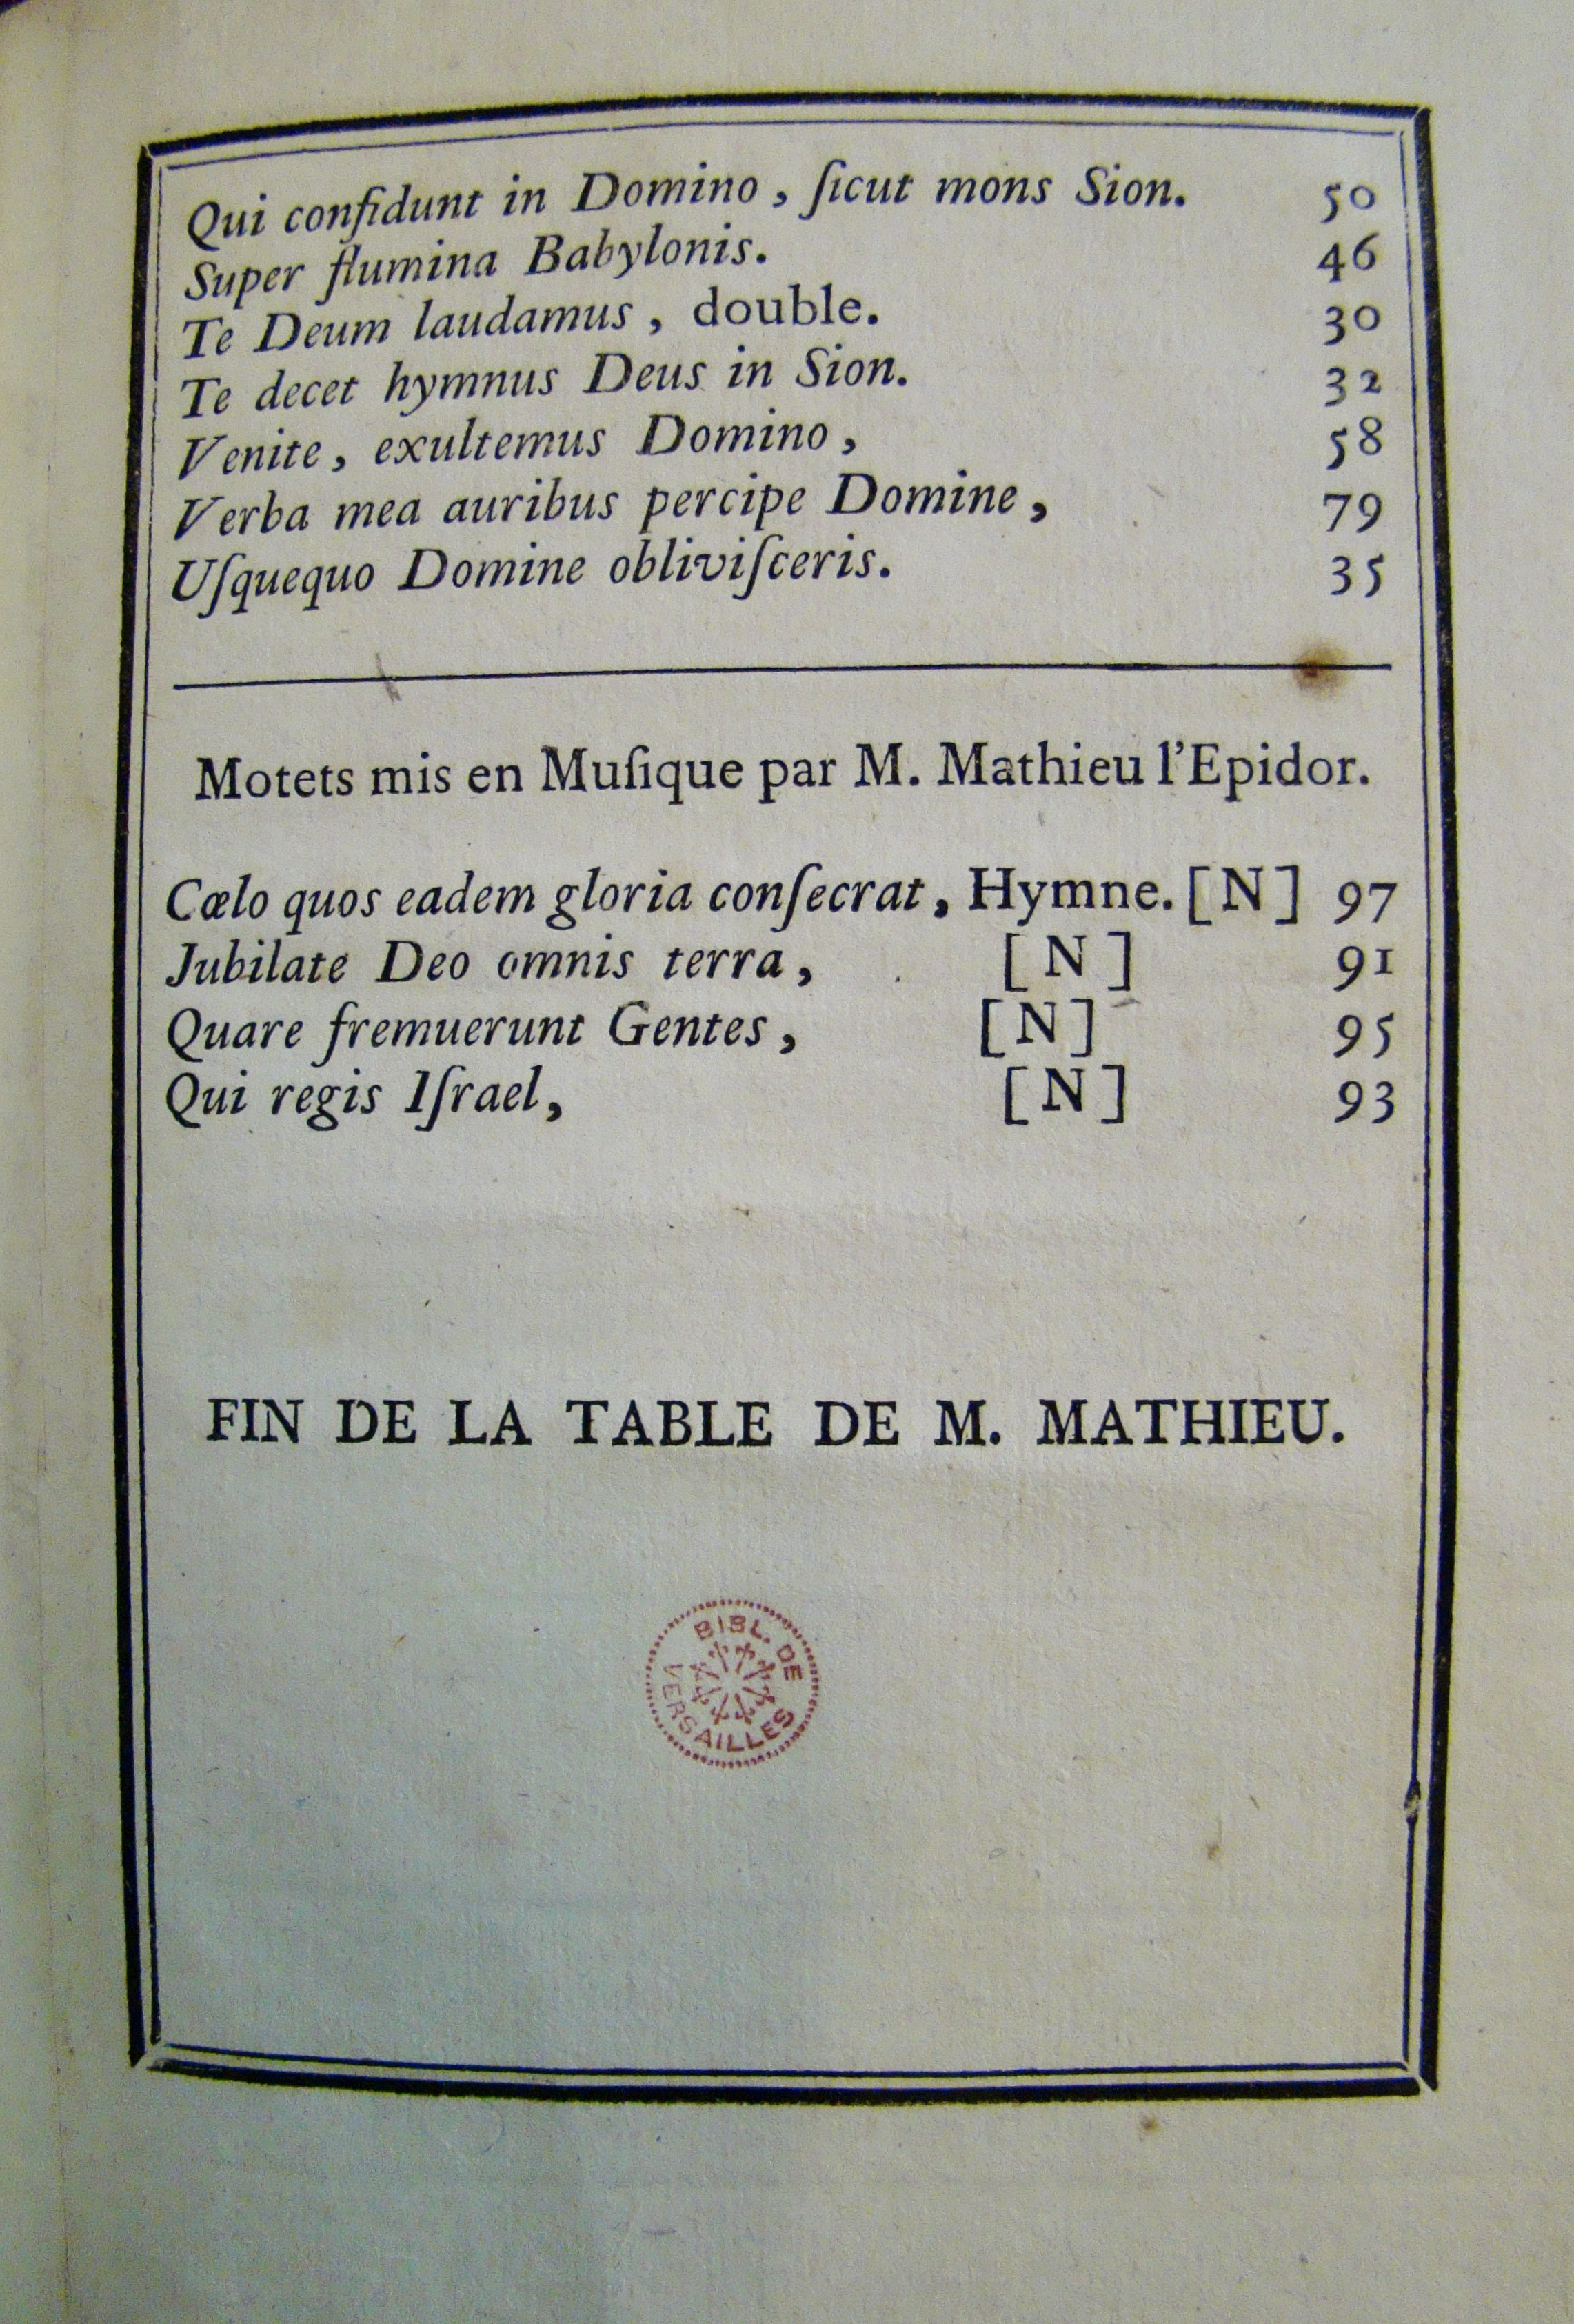 Qui confidunt in Domino, ſicut mons Sion. 50
Super flumina Babylonis. 46
Te Deum laudamus, double. 30
Te decet hymnus Deus in Sion. 32
Venite, exultemus Domino, 58
Verba mea auribus percipe Domine, 79
Uſquequo Domine obliviſceris. 35
Motets mis en Muſique par M. Mathieu l'Epidor.
Cœlo quos eadem gloria conſecrat, Hymne. [N] 97
Jubilate Deo omnis terra, [N] 91
Quare fremuerunt Gentes, [N] 95
Qui regis Iſrael, [N] 93
FIN DE LA TABLE DE M. MATHIEU.
BIBL. DE
VERSAILLES